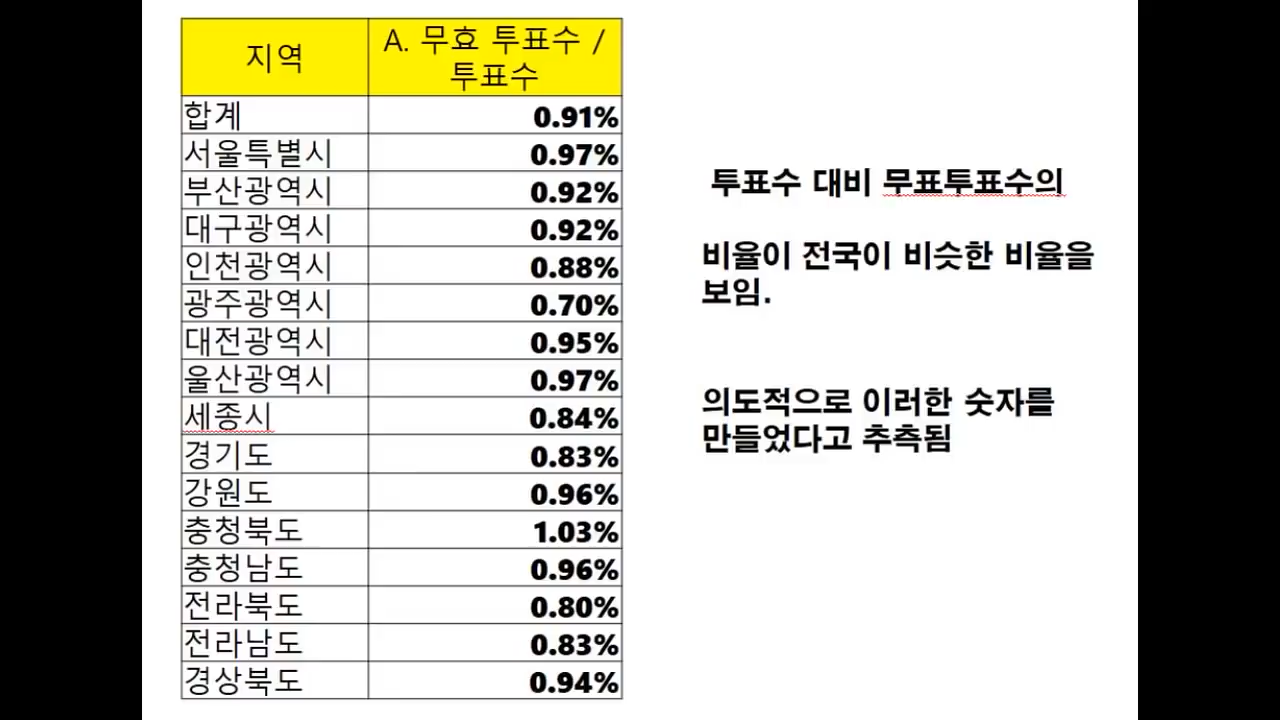 지역 A. 무효 투표수 /
투표수
합계 0.91%
서울특별시 0.97%
부산광역시 0.92%
대구광역시 0.92%
인천광역시 0.88%
광주광역시 0.70%
대전광역시 0.95%
울산광역시 0.97%
세종시 0.84%
경기도 0.83%
강원도 0.96%
충청북도 1.03%
충청남도 0.96%
전라북도 0.80%
전라남도 0.83%
경상북도 0.94%
투표수 대비 무표투표수의
비율이 전국이 비슷한 비율을
보임.
의도적으로 이러한 숫자를
만들었다고 추측됨